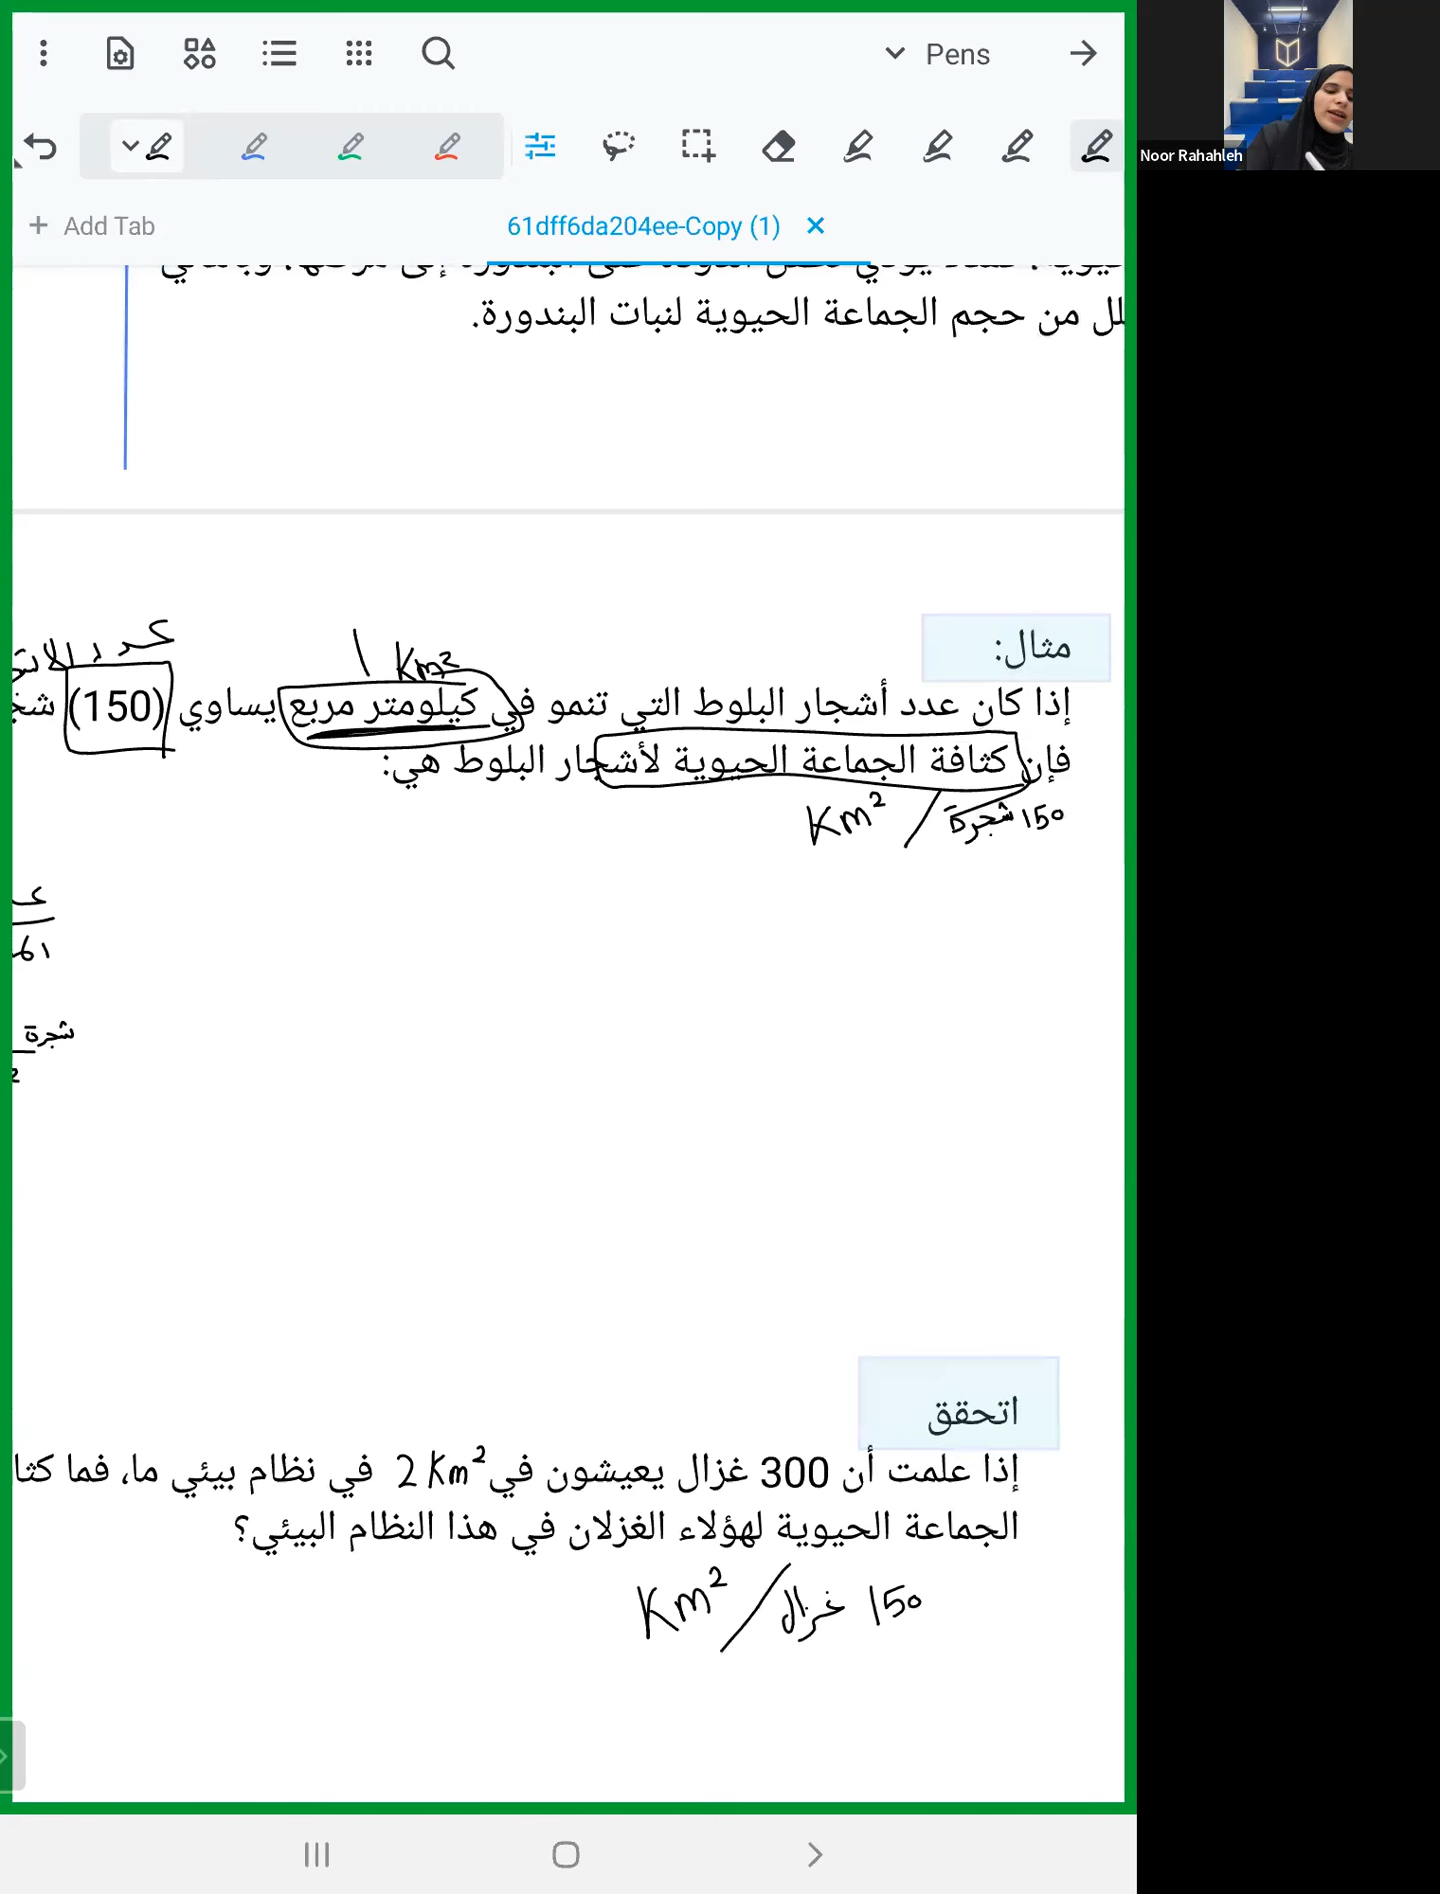 Pens
Noor Rahahleh
Add Tab
61dff6da204ee-Copy (1)
من حجم الجماعة الحيوية لنبات البندورة.
مثال:
1 Km²
إذا كان عدد أشجار البلوط التي تنمو في كيلومتر مربع يساوي (150)
فإن كثافة الجماعة الحيوية لأشجار البلوط هي:
150 شجرة / Km²
شجرة
2
اتحقق
إذا علمت أن 300 غزال يعيشون في 2 Km² في نظام بيئي ما، فما
الجماعة الحيوية لهؤلاء الغزلان في هذا النظام البيئي؟
150 غزال / Km²